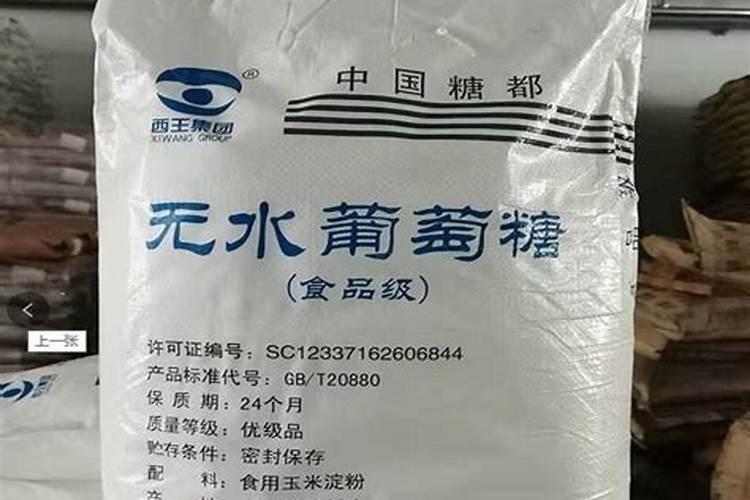 中国糖都
西王集团®
XIWANG GROUP
无水葡萄糖
（食品级）
许可证编号：SC12337162606844
产品标准代号：GB/T20880
保质期：24个月
质量等级：优级品
贮存条件：密封保存
配料：食用玉米淀粉
上一张